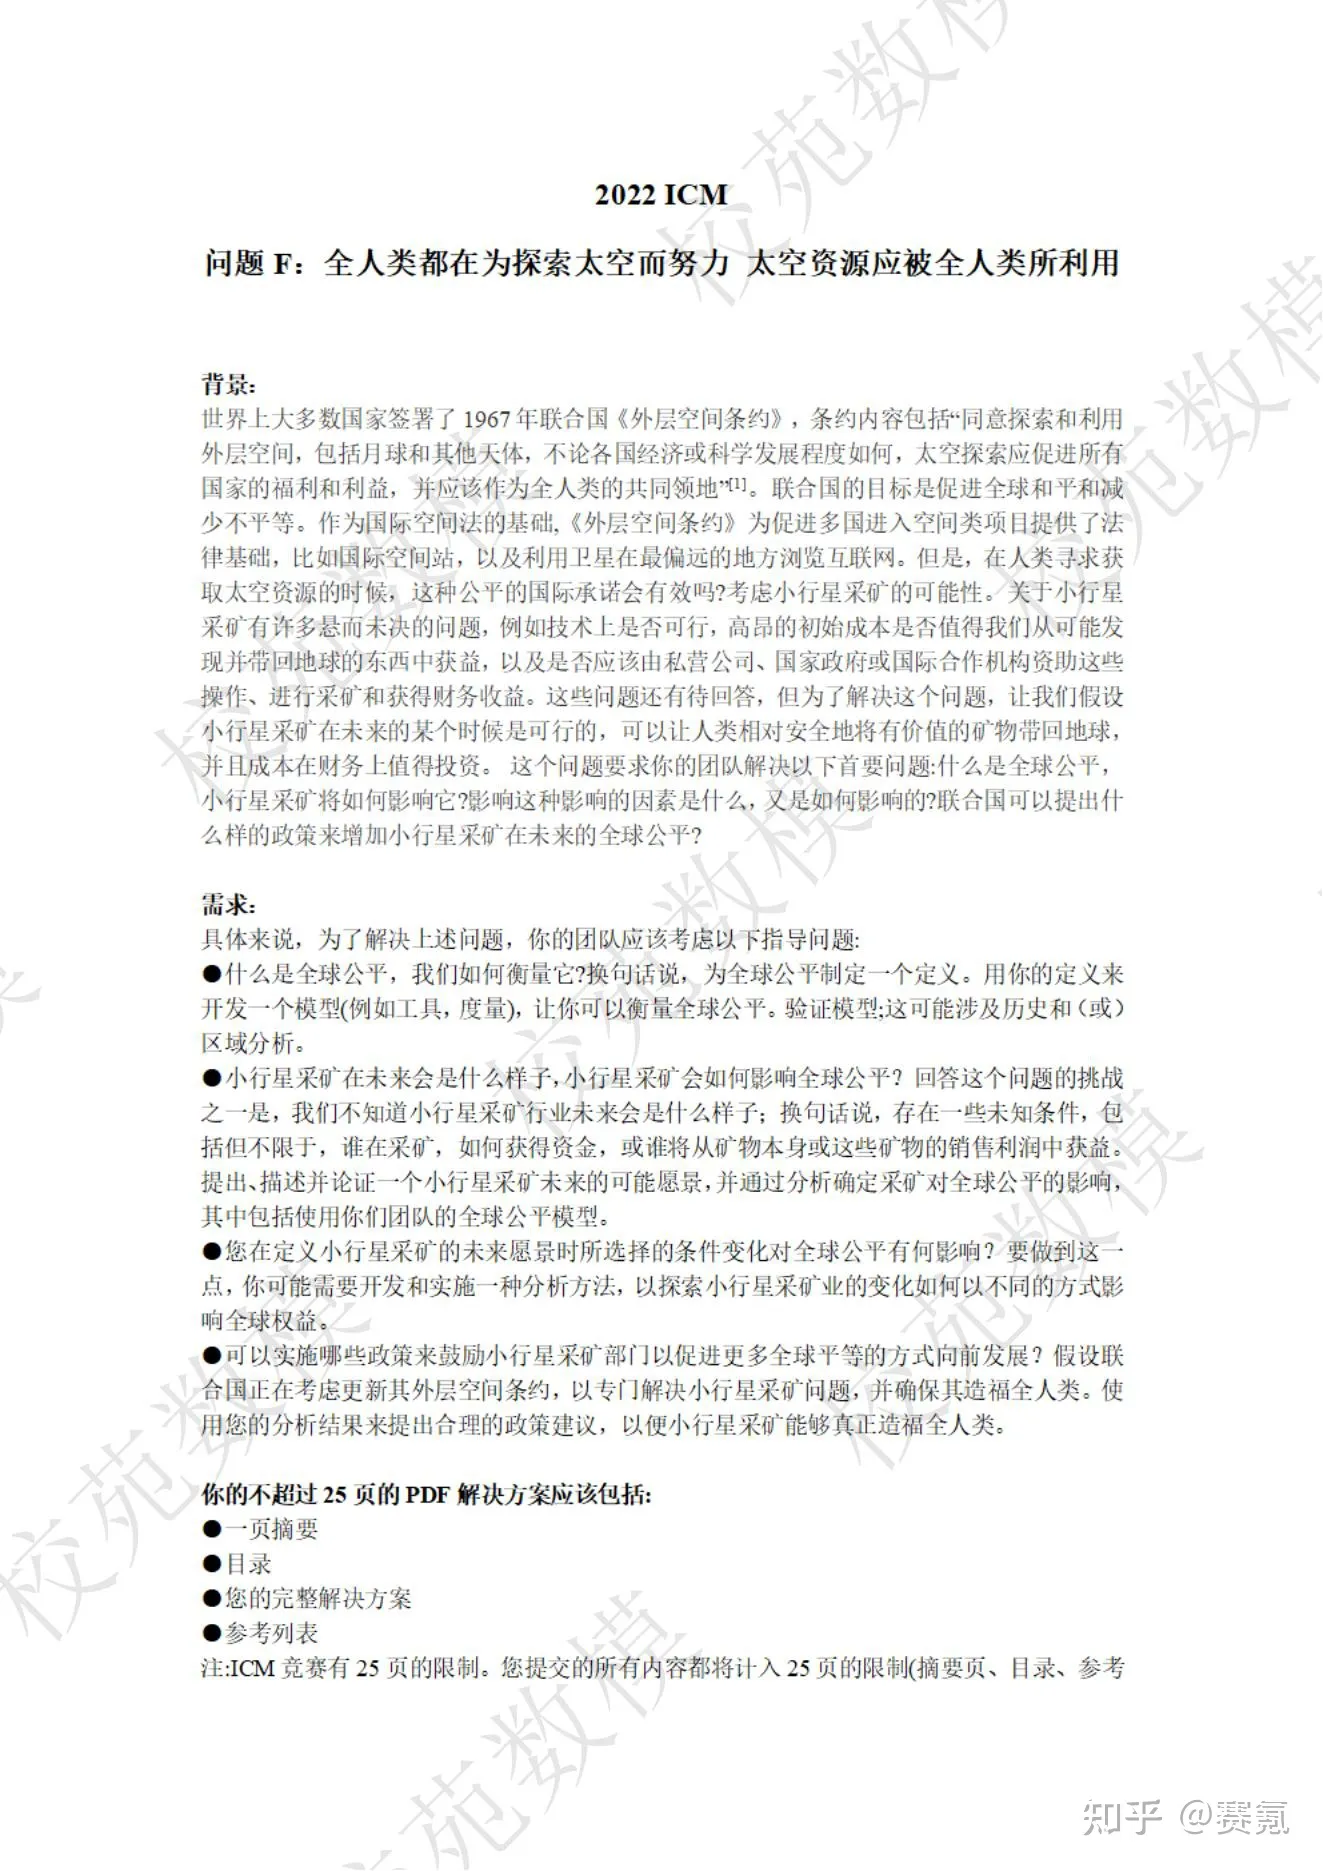 2022 ICM
问题 F：全人类都在为探索太空而努力 太空资源应被全人类所利用
背景:
世界上大多数国家签署了 1967 年联合国《外层空间条约》，条约内容包括“同意探索和利用
外层空间，包括月球和其他天体，不论各国经济或科学发展程度如何，太空探索应促进所有
国家的福利和利益，并应该作为全人类的共同领地”[1]。联合国的目标是促进全球和平和减
少不平等。作为国际空间法的基础,《外层空间条约》为促进多国进入空间类项目提供了法
律基础，比如国际空间站，以及利用卫星在最偏远的地方浏览互联网。但是，在人类寻求获
取太空资源的时候，这种公平的国际承诺会有效吗?考虑小行星采矿的可能性。关于小行星
采矿有许多悬而未决的问题，例如技术上是否可行，高昂的初始成本是否值得我们从可能发
现并带回地球的东西中获益，以及是否应该由私营公司、国家政府或国际合作机构资助这些
操作、进行采矿和获得财务收益。这些问题还有待回答，但为了解决这个问题，让我们假设
小行星采矿在未来的某个时候是可行的，可以让人类相对安全地将有价值的矿物带回地球，
并且成本在财务上值得投资。 这个问题要求你的团队解决以下首要问题:什么是全球公平，
小行星采矿将如何影响它?影响这种影响的因素是什么，又是如何影响的?联合国可以提出什
么样的政策来增加小行星采矿在未来的全球公平?
需求:
具体来说，为了解决上述问题，你的团队应该考虑以下指导问题:
●什么是全球公平，我们如何衡量它?换句话说，为全球公平制定一个定义。用你的定义来
开发一个模型(例如工具，度量)，让你可以衡量全球公平。验证模型;这可能涉及历史和（或）
区域分析。
●小行星采矿在未来会是什么样子，小行星采矿会如何影响全球公平？回答这个问题的挑战
之一是，我们不知道小行星采矿行业未来会是什么样子；换句话说，存在一些未知条件，包
括但不限于，谁在采矿，如何获得资金，或谁将从矿物本身或这些矿物的销售利润中获益。
提出、描述并论证一个小行星采矿未来的可能愿景，并通过分析确定采矿对全球公平的影响，
其中包括使用你们团队的全球公平模型。
●您在定义小行星采矿的未来愿景时所选择的条件变化对全球公平有何影响？要做到这一
点，你可能需要开发和实施一种分析方法，以探索小行星采矿业的变化如何以不同的方式影
响全球权益。
●可以实施哪些政策来鼓励小行星采矿部门以促进更多全球平等的方式向前发展？假设联
合国正在考虑更新其外层空间条约，以专门解决小行星采矿问题，并确保其造福全人类。使
用您的分析结果来提出合理的政策建议，以便小行星采矿能够真正造福全人类。
你的不超过 25 页的 PDF 解决方案应该包括:
●一页摘要
●目录
●您的完整解决方案
●参考列表
注:ICM 竞赛有 25 页的限制。您提交的所有内容都将计入 25 页的限制(摘要页、目录、参考
校苑数模
知乎 @赛氪